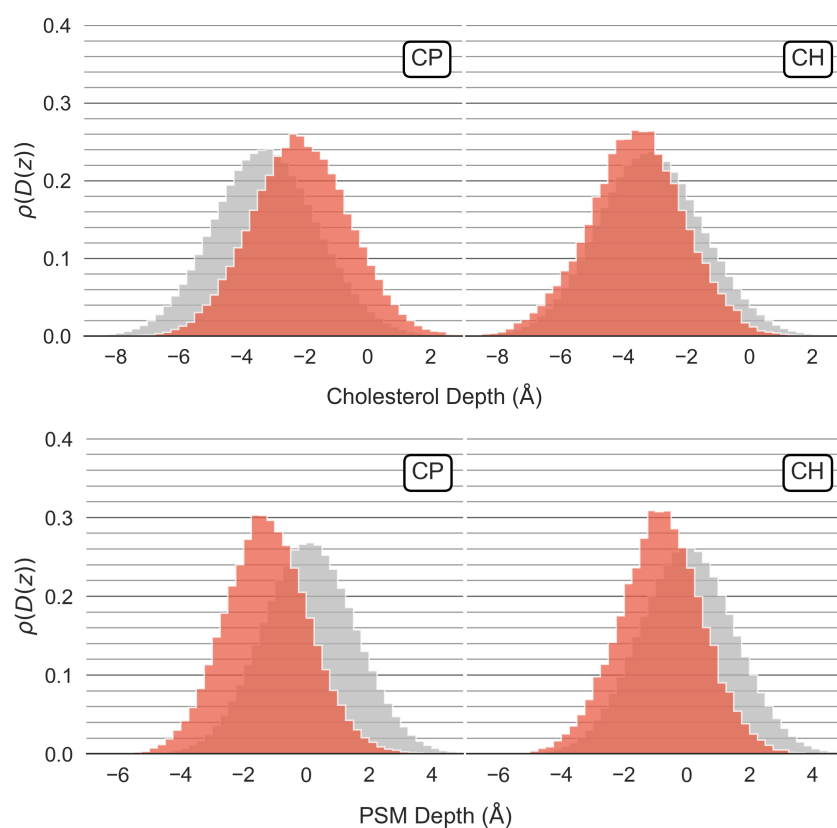 0.4
CP
CH
0.3
ρ(D(z))
0.2
0.1
0.0
−8 −6 −4 −2 0 2 −8 −6 −4 −2 0 2
Cholesterol Depth (Å)
0.4
CP
CH
0.3
ρ(D(z))
0.2
0.1
0.0
−6 −4 −2 0 2 4 −6 −4 −2 0 2 4
PSM Depth (Å)